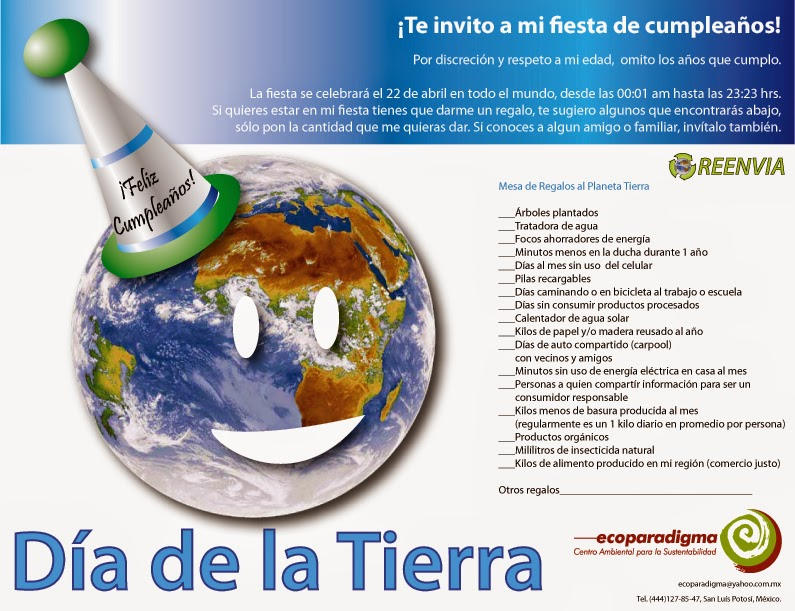 ¡Te invito a mi fiesta de cumpleaños!
Por discreción y respeto a mi edad, omito los años que cumplo.
La fiesta se celebrará el 22 de abril en todo el mundo, desde las 00:01 am hasta las 23:23 hrs.
Si quieres estar en mi fiesta tienes que darme un regalo, te sugiero algunos que encontrarás abajo,
sólo pon la cantidad que me quieras dar. Si conoces a algun amigo o familiar, invítalo también.
¡Feliz
Cumpleaños!
REENVIA
Mesa de Regalos al Planeta Tierra
___Árboles plantados
___Tratadora de agua
___Focos ahorradores de energía
___Minutos menos en la ducha durante 1 año
___Días al mes sin uso del celular
___Pilas recargables
___Días caminando o en bicicleta al trabajo o escuela
___Días sin consumir productos procesados
___Calentador de agua solar
___Kilos de papel y/o madera reusado al año
___Días de auto compartido (carpool)
con vecinos y amigos
___Minutos sin uso de energía eléctrica en casa al mes
___Personas a quien compartír información para ser un
consumidor responsable
___Kilos menos de basura producida al mes
(regularmente es un 1 kilo diario en promedio por persona)
___Productos orgánicos
___Mililitros de insecticida natural
___Kilos de alimento producido en mi región (comercio justo)
Otros regalos___________________________________
Día de la Tierra
ecoparadigma
Centro Ambiental para la Sustentabilidad
ecoparadigma@yahoo.com.mx
Tel. (444)127-85-47, San Luís Potosí, México.